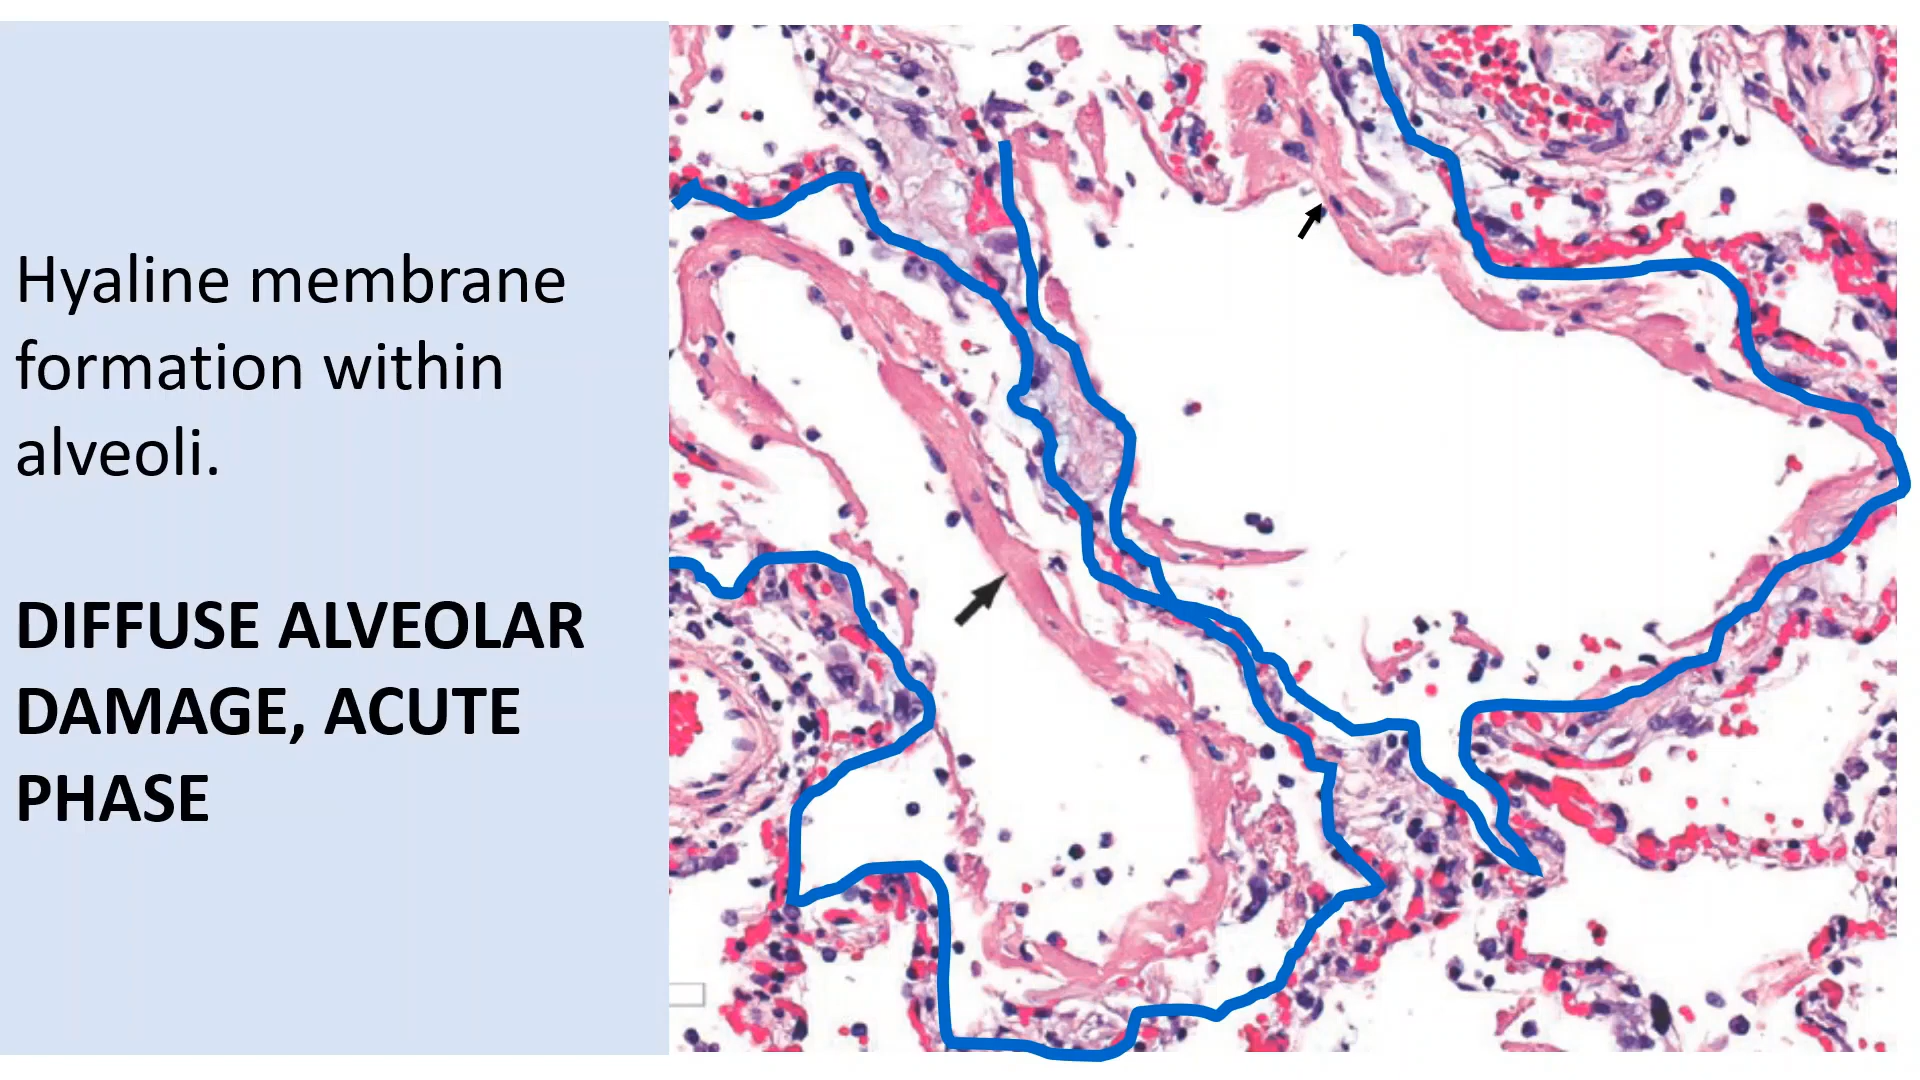 Hyaline membrane
formation within
alveoli.
DIFFUSE ALVEOLAR
DAMAGE, ACUTE
PHASE